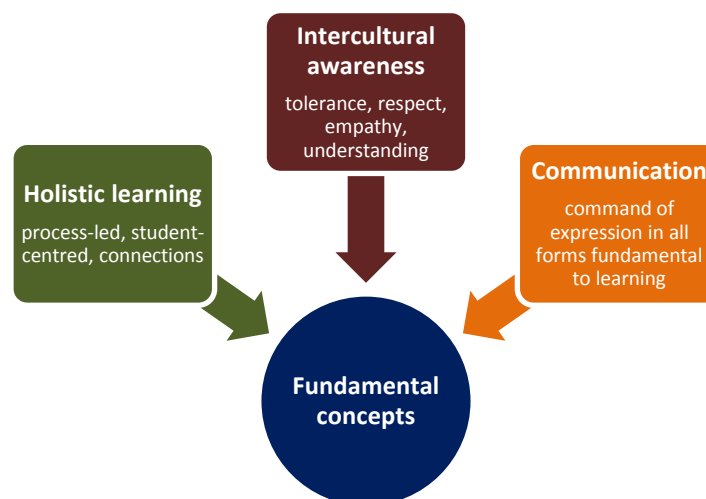 Intercultural
awareness
tolerance, respect,
empathy,
understanding
Holistic learning
process-led, student-
centred, connections
Communication
command of
expression in all
forms fundamental
to learning
Fundamental
concepts